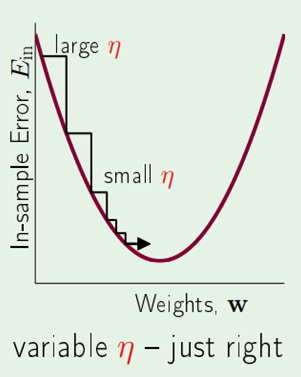 large η
small η
In-sample Error, E_in
Weights, w
variable η – just right